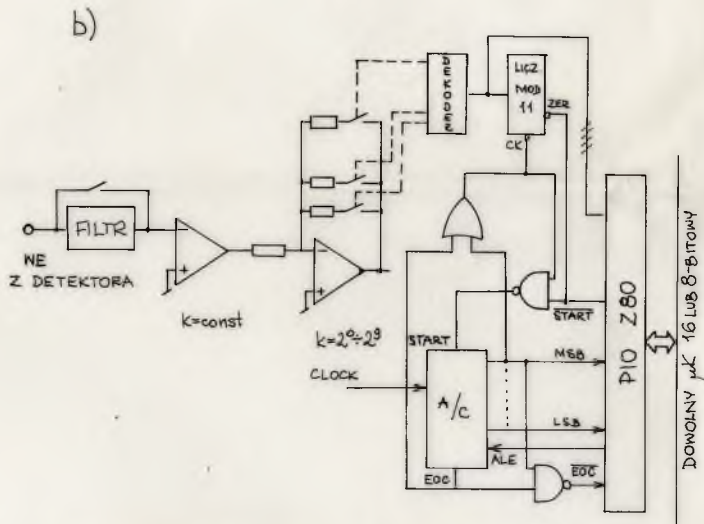 b)
DEKODER
LICZ
MOD
11
ZER
CK
FILTR
WE
Z DETEKTORA
k=const
k=2⁰÷2⁹
START
START
CLOCK
A/C
MSB
LSB
ALE
EOC
E̅O̅C̅
PIO Z80
DOWOLNY μK 16 LUB 8-BITOWY